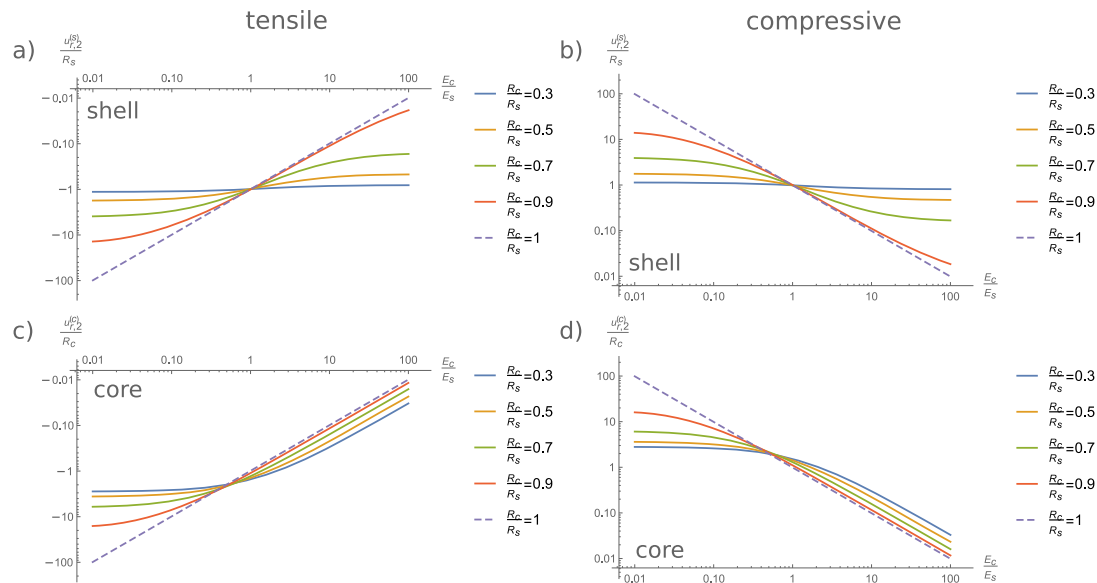 tensile
compressive
a)
u_{r,2}^{(s)}/R_s
0.01 0.10 1 10 100
E_c/E_s
-0.01
-0.10
-1
-10
-100
shell
R_c/R_s=0.3
R_c/R_s=0.5
R_c/R_s=0.7
R_c/R_s=0.9
R_c/R_s=1
b)
u_{r,2}^{(s)}/R_s
100
10
1
0.10
0.01
shell
0.01 0.10 1 10 100
E_c/E_s
R_c/R_s=0.3
R_c/R_s=0.5
R_c/R_s=0.7
R_c/R_s=0.9
R_c/R_s=1
c)
u_{r,2}^{(c)}/R_c
0.01 0.10 1 10 100
E_c/E_s
-0.01
-0.10
-1
-10
-100
core
R_c/R_s=0.3
R_c/R_s=0.5
R_c/R_s=0.7
R_c/R_s=0.9
R_c/R_s=1
d)
u_{r,2}^{(c)}/R_c
100
10
1
0.10
0.01
core
0.01 0.10 1 10 100
E_c/E_s
R_c/R_s=0.3
R_c/R_s=0.5
R_c/R_s=0.7
R_c/R_s=0.9
R_c/R_s=1